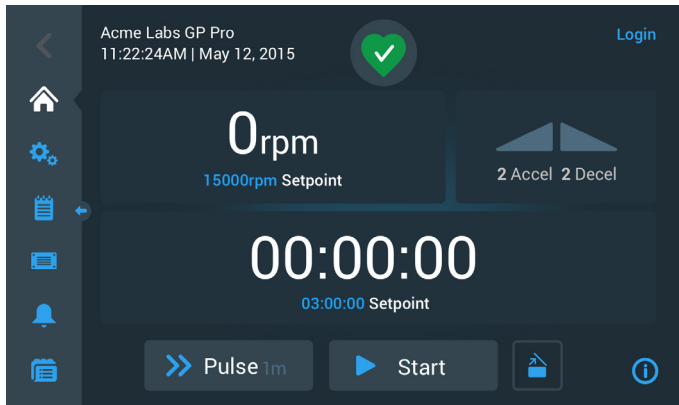 Acme Labs GP Pro
11:22:24AM | May 12, 2015
Login
0rpm
15000rpm Setpoint
2 Accel 2 Decel
00:00:00
03:00:00 Setpoint
Pulse 1m
Start